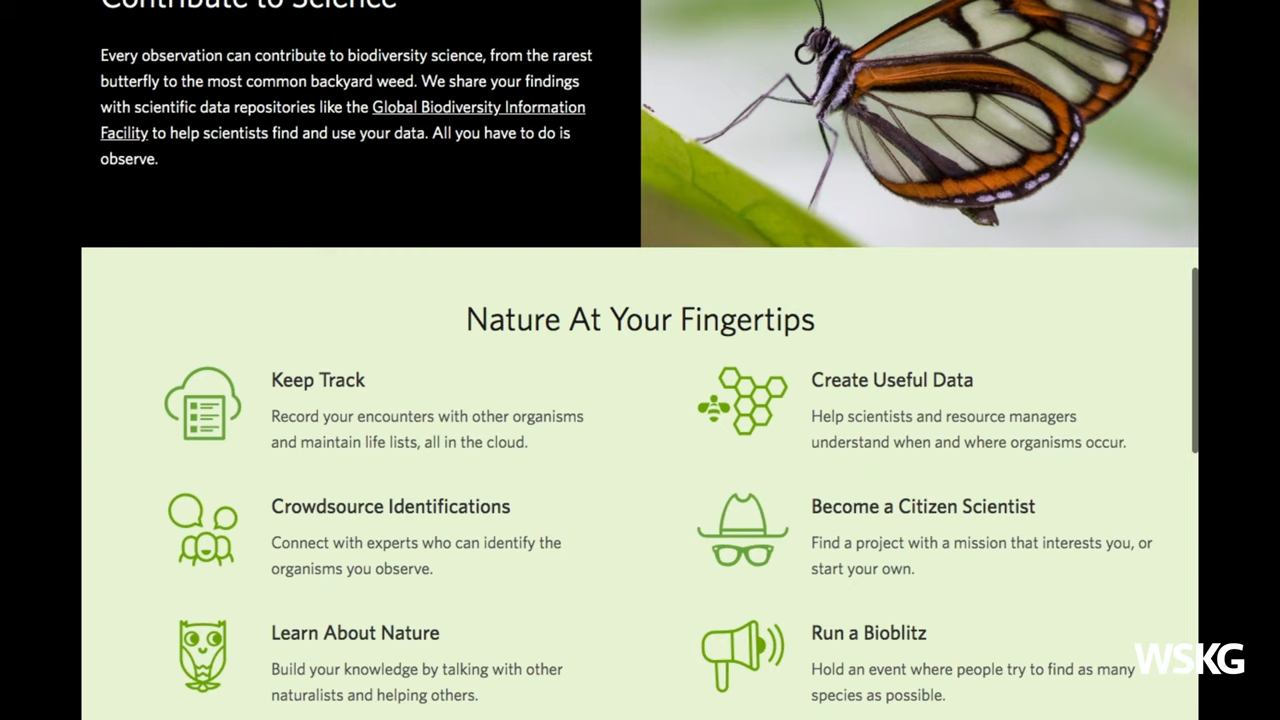 Contribute to Science
Every observation can contribute to biodiversity science, from the rarest
butterfly to the most common backyard weed. We share your findings
with scientific data repositories like the Global Biodiversity Information
Facility to help scientists find and use your data. All you have to do is
observe.
Nature At Your Fingertips
Keep Track
Record your encounters with other organisms
and maintain life lists, all in the cloud.
Create Useful Data
Help scientists and resource managers
understand when and where organisms occur.
Crowdsource Identifications
Connect with experts who can identify the
organisms you observe.
Become a Citizen Scientist
Find a project with a mission that interests you, or
start your own.
Learn About Nature
Build your knowledge by talking with other
naturalists and helping others.
Run a Bioblitz
Hold an event where people try to find as many
species as possible.
WSKG